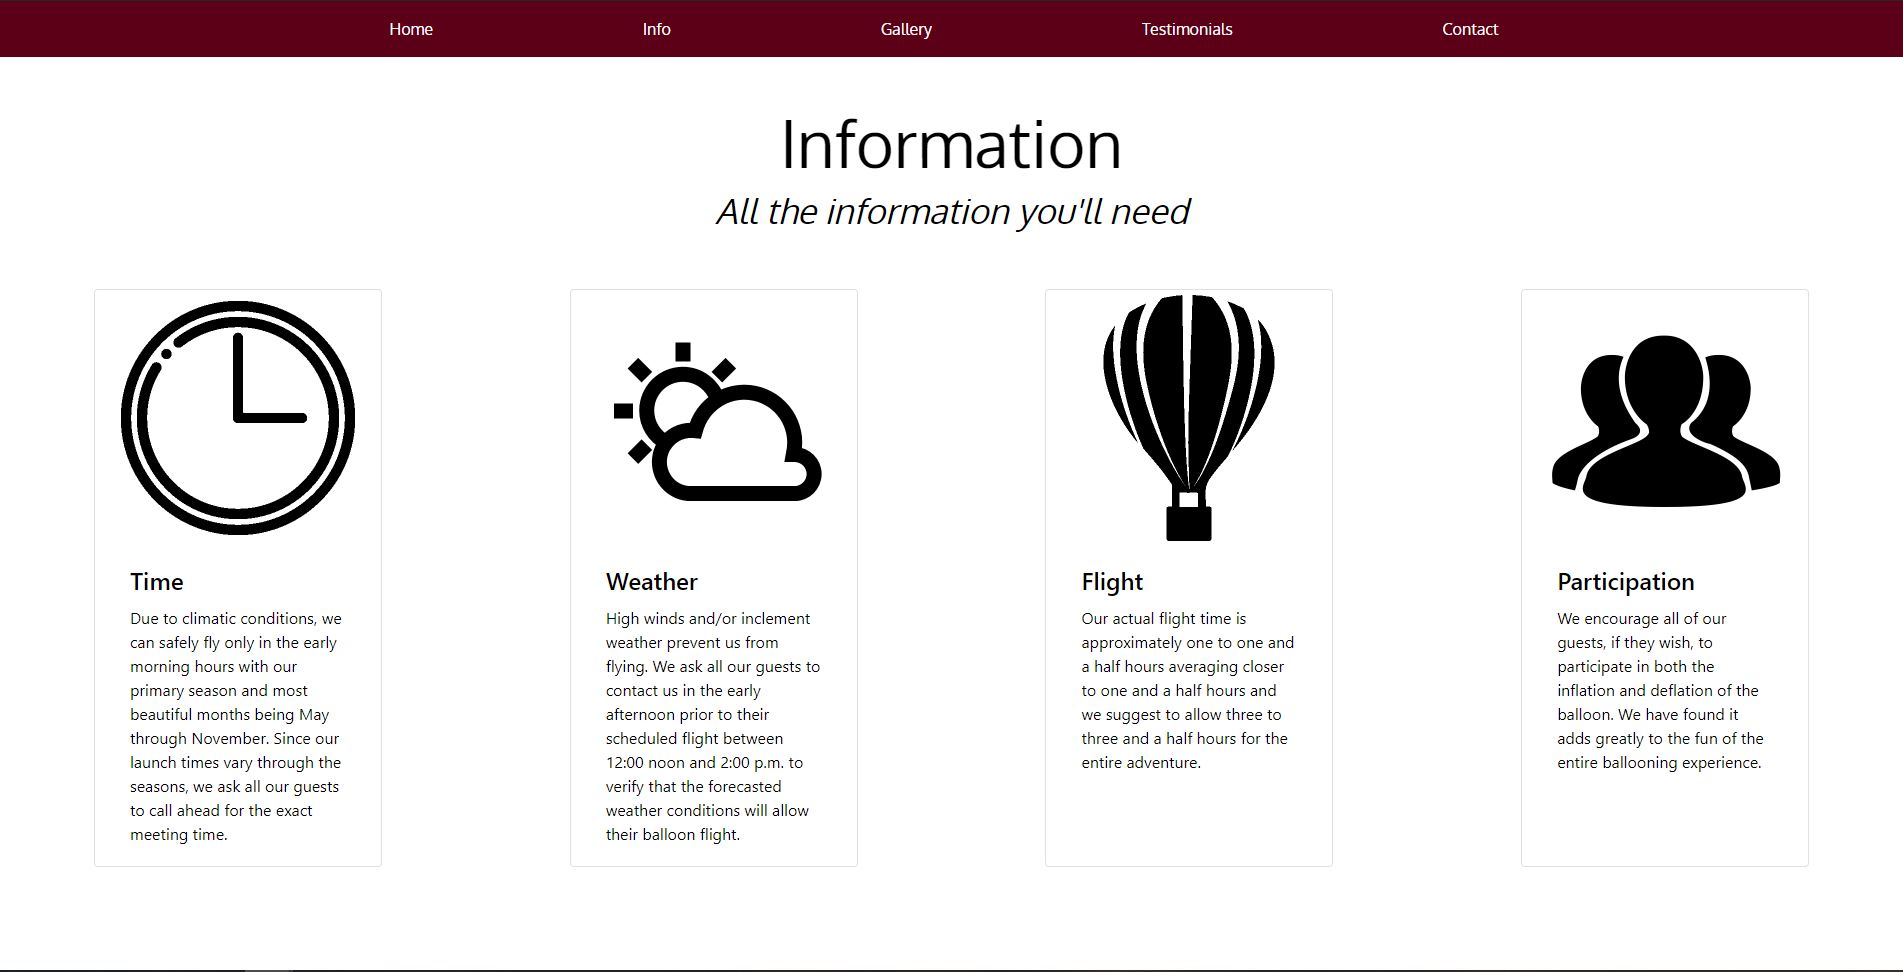 Home Info Gallery Testimonials Contact
Information
All the information you'll need
Time
Due to climatic conditions, we
can safely fly only in the early
morning hours with our
primary season and most
beautiful months being May
through November. Since our
launch times vary through the
seasons, we ask all our guests
to call ahead for the exact
meeting time.
Weather
High winds and/or inclement
weather prevent us from
flying. We ask all our guests to
contact us in the early
afternoon prior to their
scheduled flight between
12:00 noon and 2:00 p.m. to
verify that the forecasted
weather conditions will allow
their balloon flight.
Flight
Our actual flight time is
approximately one to one and
a half hours averaging closer
to one and a half hours and
we suggest to allow three to
three and a half hours for the
entire adventure.
Participation
We encourage all of our
guests, if they wish, to
participate in both the
inflation and deflation of the
balloon. We have found it
adds greatly to the fun of the
entire ballooning experience.